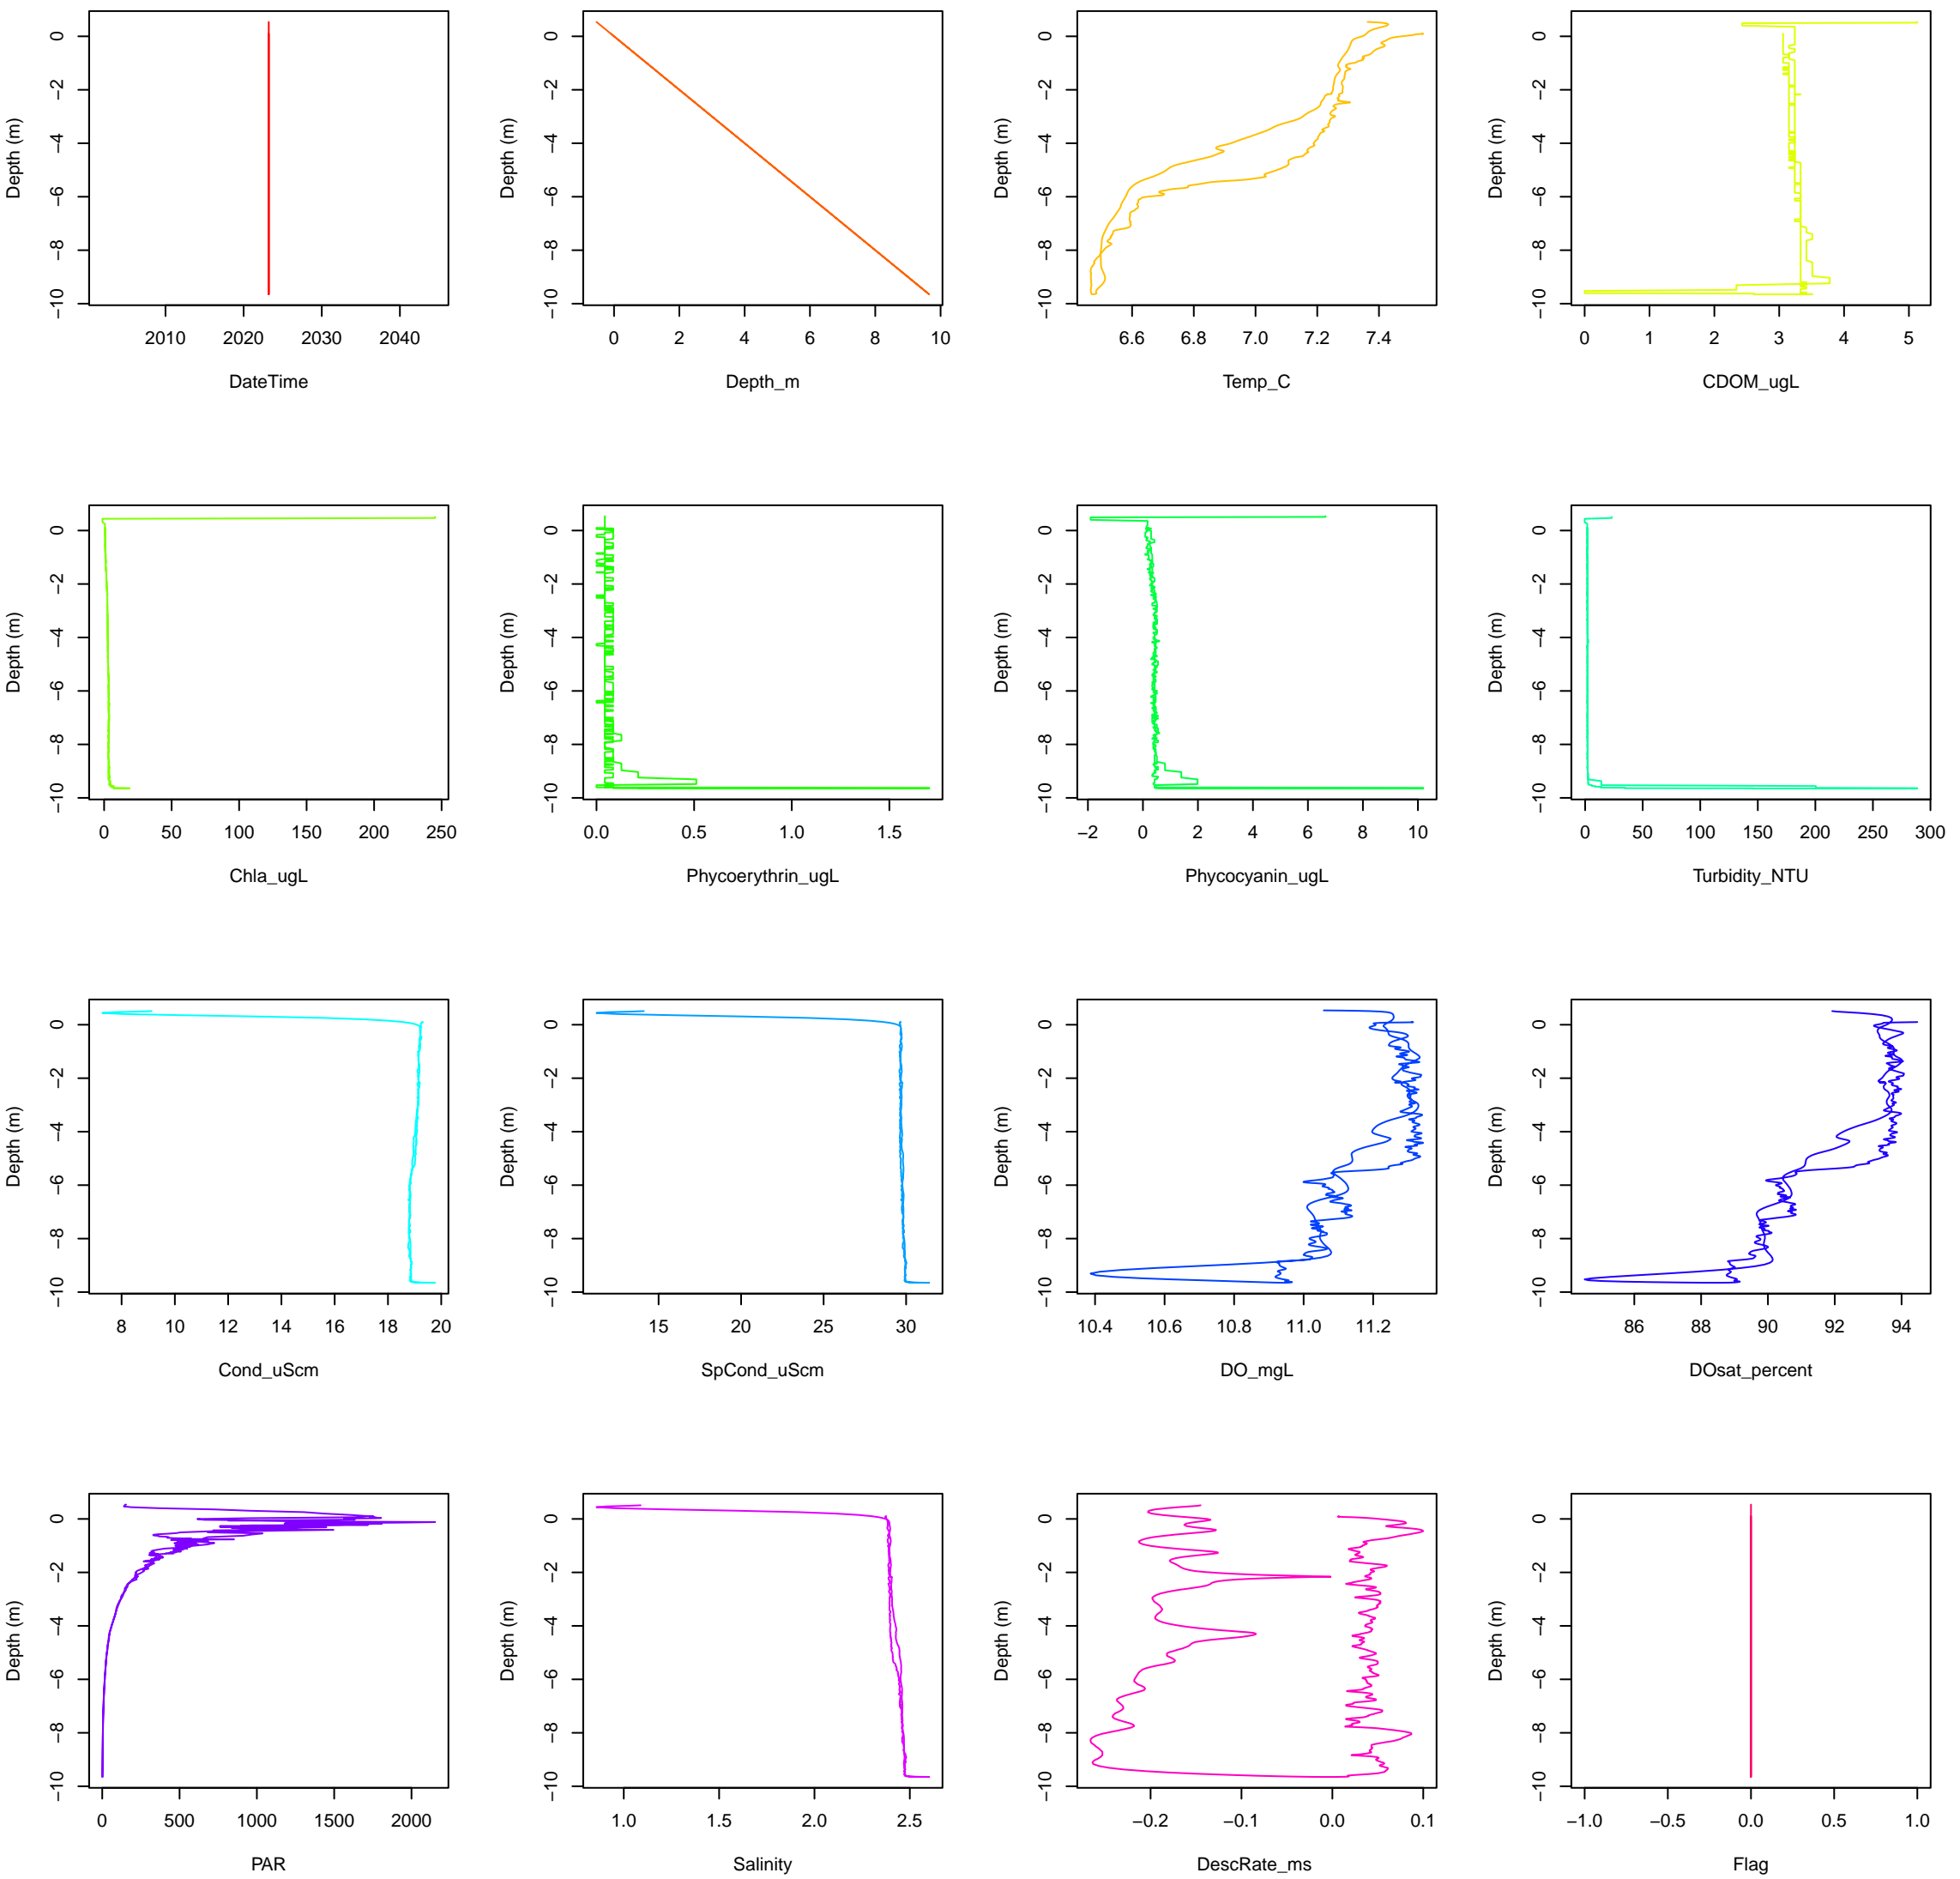 Depth (m)
0
−2
−4
−6
−8
−10
2010 2020 2030 2040
DateTime
Depth (m)
0
−2
−4
−6
−8
−10
0 2 4 6 8 10
Depth_m
Depth (m)
0
−2
−4
−6
−8
−10
6.6 6.8 7.0 7.2 7.4
Temp_C
Depth (m)
0
−2
−4
−6
−8
−10
0 1 2 3 4 5
CDOM_ugL
Depth (m)
0
−2
−4
−6
−8
−10
0 50 100 150 200 250
Chla_ugL
Depth (m)
0
−2
−4
−6
−8
−10
0.0 0.5 1.0 1.5
Phycoerythrin_ugL
Depth (m)
0
−2
−4
−6
−8
−10
−2 0 2 4 6 8 10
Phycocyanin_ugL
Depth (m)
0
−2
−4
−6
−8
−10
0 50 100 150 200 250 300
Turbidity_NTU
Depth (m)
0
−2
−4
−6
−8
−10
8 10 12 14 16 18 20
Cond_uScm
Depth (m)
0
−2
−4
−6
−8
−10
15 20 25 30
SpCond_uScm
Depth (m)
0
−2
−4
−6
−8
−10
10.4 10.6 10.8 11.0 11.2
DO_mgL
Depth (m)
0
−2
−4
−6
−8
−10
86 88 90 92 94
DOsat_percent
Depth (m)
0
−2
−4
−6
−8
−10
0 500 1000 1500 2000
PAR
Depth (m)
0
−2
−4
−6
−8
−10
1.0 1.5 2.0 2.5
Salinity
Depth (m)
0
−2
−4
−6
−8
−10
−0.2 −0.1 0.0 0.1
DescRate_ms
Depth (m)
0
−2
−4
−6
−8
−10
−1.0 −0.5 0.0 0.5 1.0
Flag